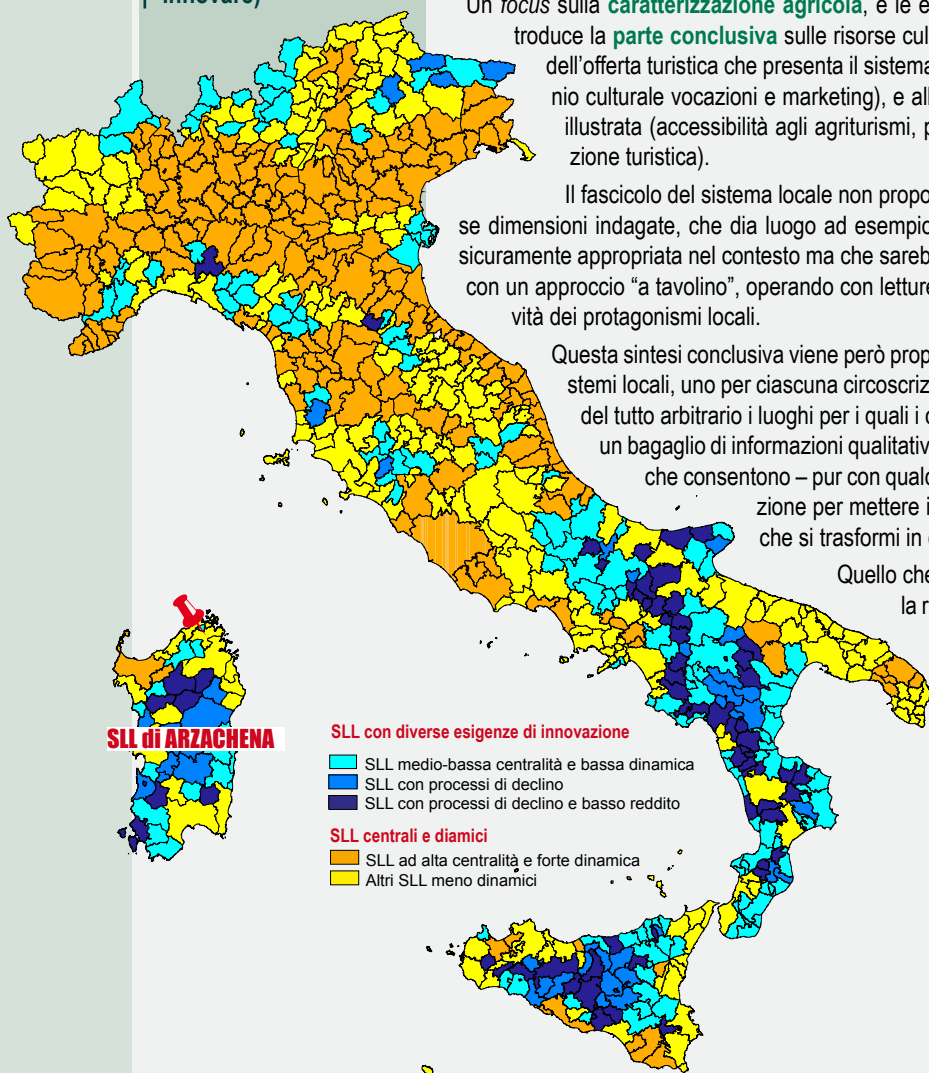 innovare)
Un focus sulla caratterizzazione agricola, e le e
troduce la parte conclusiva sulle risorse cul
dell'offerta turistica che presenta il sistema
nio culturale vocazioni e marketing), e all
illustrata (accessibilità agli agriturismi, p
zione turistica).
Il fascicolo del sistema locale non propo
se dimensioni indagate, che dia luogo ad esempio
sicuramente appropriata nel contesto ma che sareb
con un approccio “a tavolino”, operando con letture
vità dei protagonismi locali.
Questa sintesi conclusiva viene però prop
stemi locali, uno per ciascuna circoscriz
del tutto arbitrario i luoghi per i quali i
un bagaglio di informazioni qualitativ
che consentono – pur con qualc
zione per mettere i
che si trasformi in
Quello che
la r
SLL di ARZACHENA
SLL con diverse esigenze di innovazione
SLL medio-bassa centralità e bassa dinamica
SLL con processi di declino
SLL con processi di declino e basso reddito
SLL centrali e diamici
SLL ad alta centralità e forte dinamica
Altri SLL meno dinamici